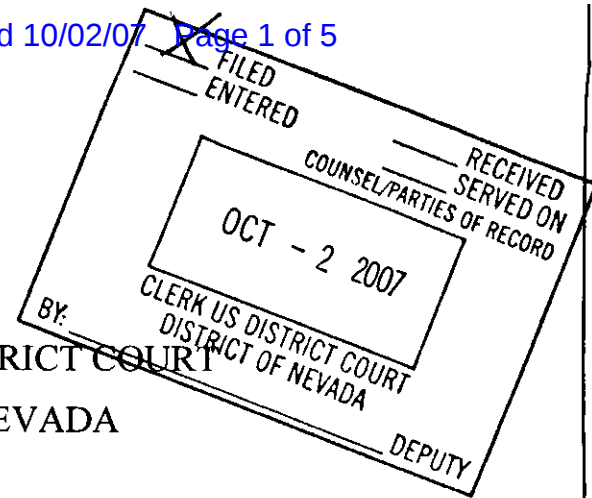 d 10/02/07 Page 1 of 5
X FILED
ENTERED
RECEIVED
SERVED ON
COUNSEL/PARTIES OF RECORD
OCT - 2 2007
CLERK US DISTRICT COURT
DISTRICT OF NEVADA
BY:
DEPUTY
RICT COURT
EVADA